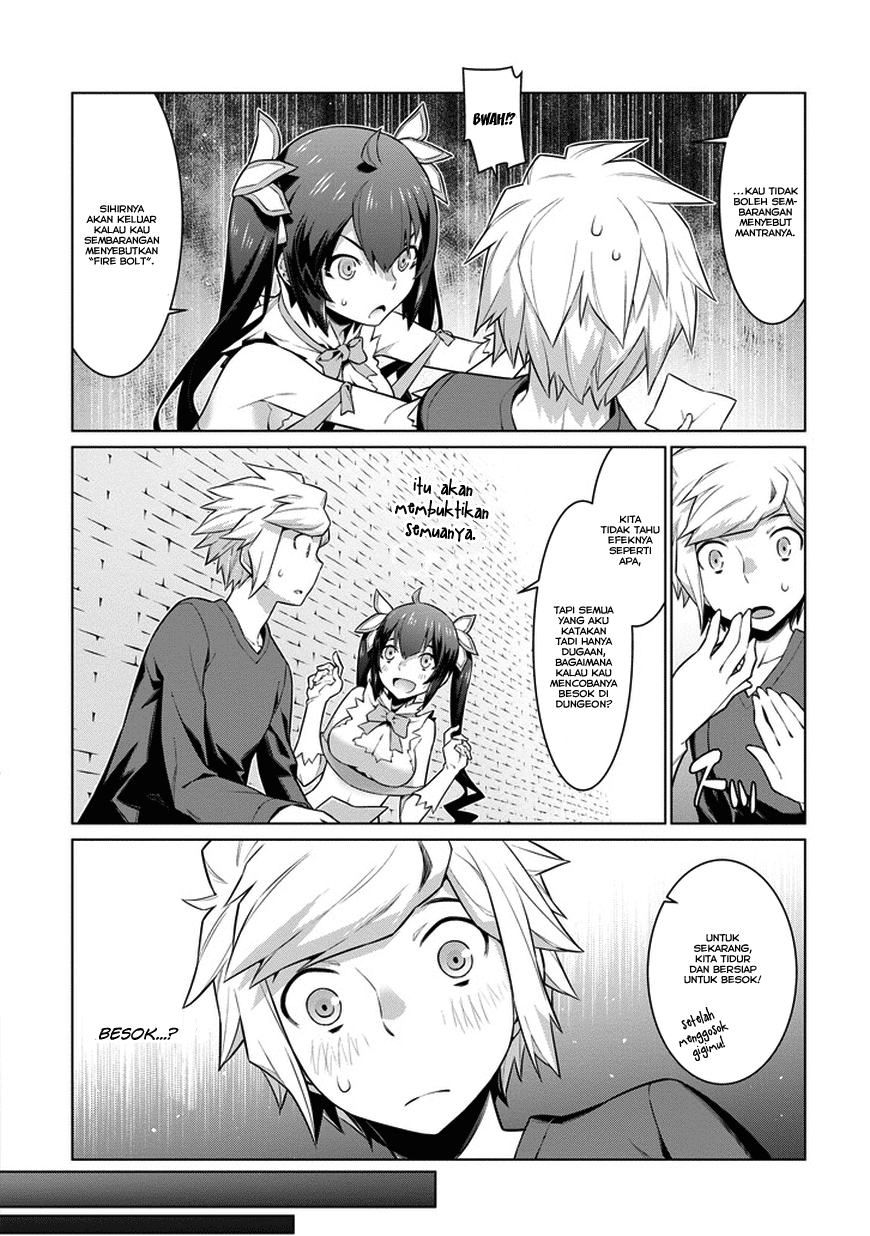 BWAH!?
...KAU TIDAK
BOLEH SEM-
BARANGAN
MENYEBUT
MANTRANYA.
SIHIRNYA
AKAN KELUAR
KALAU KAU
SEMBARANGAN
MENYEBUTKAN
"FIRE BOLT".
KITA
TIDAK TAHU
EFEKNYA
SEPERTI
APA,
TAPI SEMUA
YANG AKU
KATAKAN
TADI HANYA
DUGAAN,
BAGAIMANA
KALAU KAU
MENCOBANYA
BESOK DI
DUNGEON?
itu akan
membuktikan
semuanya.
UNTUK
SEKARANG,
KITA TIDUR
DAN BERSIAP
UNTUK BESOK!
setelah
menggosok
gigimu!
BESOK...?